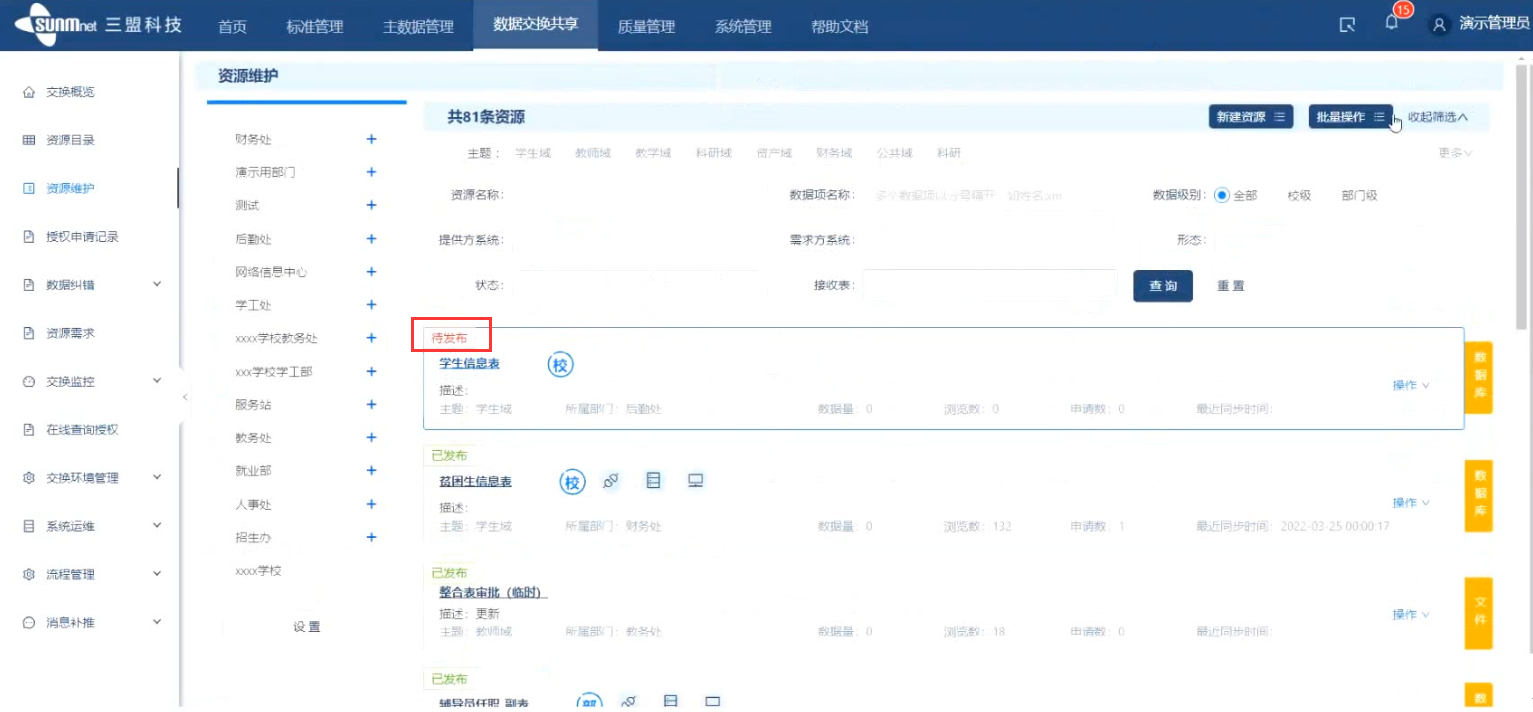 sunmnet 三盟科技 首页 标准管理 主数据管理 数据交换共享 质量管理 系统管理 帮助文档 15 演示管理员
交换概览
资源目录
资源维护
授权申请记录
数据纠错
资源需求
交换监控
在线查询授权
交换环境管理
系统运维
流程管理
消息补推
资源维护
财务处 +
演示用部门 +
测试 +
后勤处 +
网络信息中心 +
学工处 +
xxxx学校教务处 +
xxx学校学工部 +
服务站 +
教务处 +
就业部 +
人事处 +
招生办 +
xxxx学校
设置
共81条资源 新建资源 批量操作 收起筛选
主题： 学生域 教师域 教学域 科研域 资产域 财务域 公共域 科研 更多
资源名称： 数据项名称： 多个数据项以分号隔开 如姓名;xm 数据级别： 全部 校级 部门级
提供方系统： 需求方系统： 形态：
状态： 接收表： 查询 重置
待发布
学生信息表 校
描述：
主题： 学生域 所属部门： 后勤处 数据量： 0 浏览数： 0 申请数： 0 最近同步时间：
操作
数据库
已发布
贫困生信息表 校
描述：
主题： 学生域 所属部门： 财务处 数据量： 0 浏览数： 132 申请数： 1 最近同步时间： 2022-03-25 00:00:17
操作
数据库
已发布
整合表审批（临时）
描述： 更新
主题： 教师域 所属部门： 教务处 数据量： 0 浏览数： 18 申请数： 0 最近同步时间：
操作
文件
已发布
辅导员任职_副表 部
数